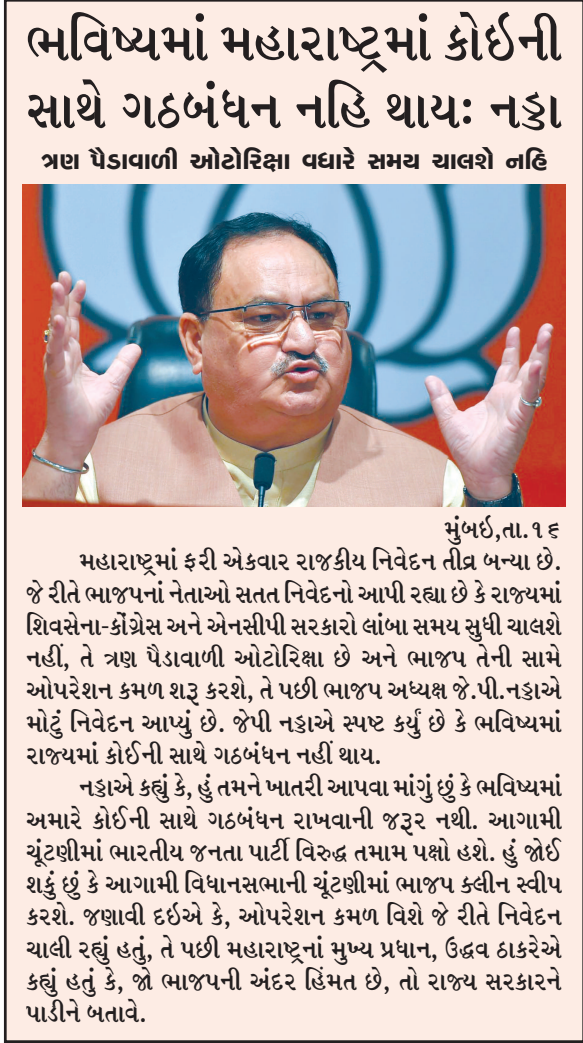 ભવિષ્યમાં મહારાષ્ટ્રમાં કોઇની
સાથે ગઠબંધન નહિ થાયઃ નડ્ડા
ત્રણ પૈડાવાળી ઓટોરિક્ષા વધારે સમય ચાલશે નહિ
મુંબઇ,તા.૧૬
મહારાષ્ટ્રમાં ફરી એકવાર રાજકીય નિવેદન તીવ્ર બન્યા છે.
જે રીતે ભાજપનાં નેતાઓ સતત નિવેદનો આપી રહ્યા છે કે રાજ્યમાં
શિવસેના-કોંગ્રેસ અને એનસીપી સરકારો લાંબા સમય સુધી ચાલશે
નહીં, તે ત્રણ પૈડાવાળી ઓટોરિક્ષા છે અને ભાજપ તેની સામે
ઓપરેશન કમળ શરૂ કરશે, તે પછી ભાજપ અધ્યક્ષ જે.પી.નડ્ડાએ
મોટું નિવેદન આપ્યું છે. જેપી નડ્ડાએ સ્પષ્ટ કર્યું છે કે ભવિષ્યમાં
રાજ્યમાં કોઈની સાથે ગઠબંધન નહીં થાય.
નડ્ડાએ કહ્યું કે, હું તમને ખાતરી આપવા માંગું છું કે ભવિષ્યમાં
અમારે કોઈની સાથે ગઠબંધન રાખવાની જરૂર નથી. આગામી
ચૂંટણીમાં ભારતીય જનતા પાર્ટી વિરુદ્ધ તમામ પક્ષો હશે. હું જોઈ
શકું છું કે આગામી વિધાનસભાની ચૂંટણીમાં ભાજપ ક્લીન સ્વીપ
કરશે. જણાવી દઇએ કે, ઓપરેશન કમળ વિશે જે રીતે નિવેદન
ચાલી રહ્યું હતું, તે પછી મહારાષ્ટ્રનાં મુખ્ય પ્રધાન, ઉદ્ધવ ઠાકરેએ
કહ્યું હતું કે, જો ભાજપની અંદર હિંમત છે, તો રાજ્ય સરકારને
પાડીને બતાવે.